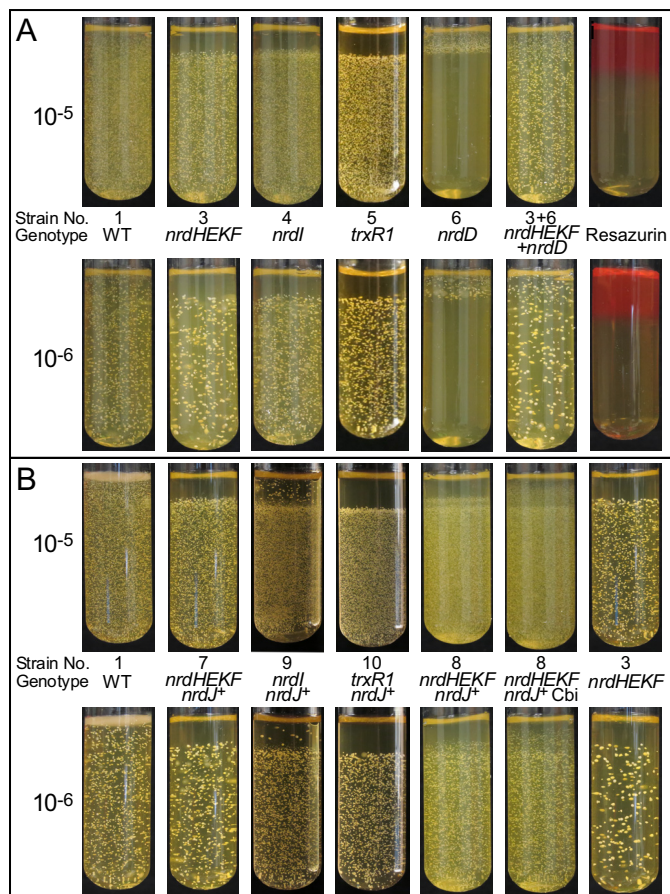 A
10-5
Strain No. 1 3 4 5 6 3+6
Genotype WT nrdHEKF nrdI trxR1 nrdD nrdHEKF Resazurin
+nrdD
10-6
B
10-5
Strain No. 1 7 9 10 8 8 3
Genotype WT nrdHEKF nrdI trxR1 nrdHEKF nrdHEKF nrdHEKF
nrdJ+ nrdJ+ nrdJ+ nrdJ+ nrdJ+ Cbi
10-6